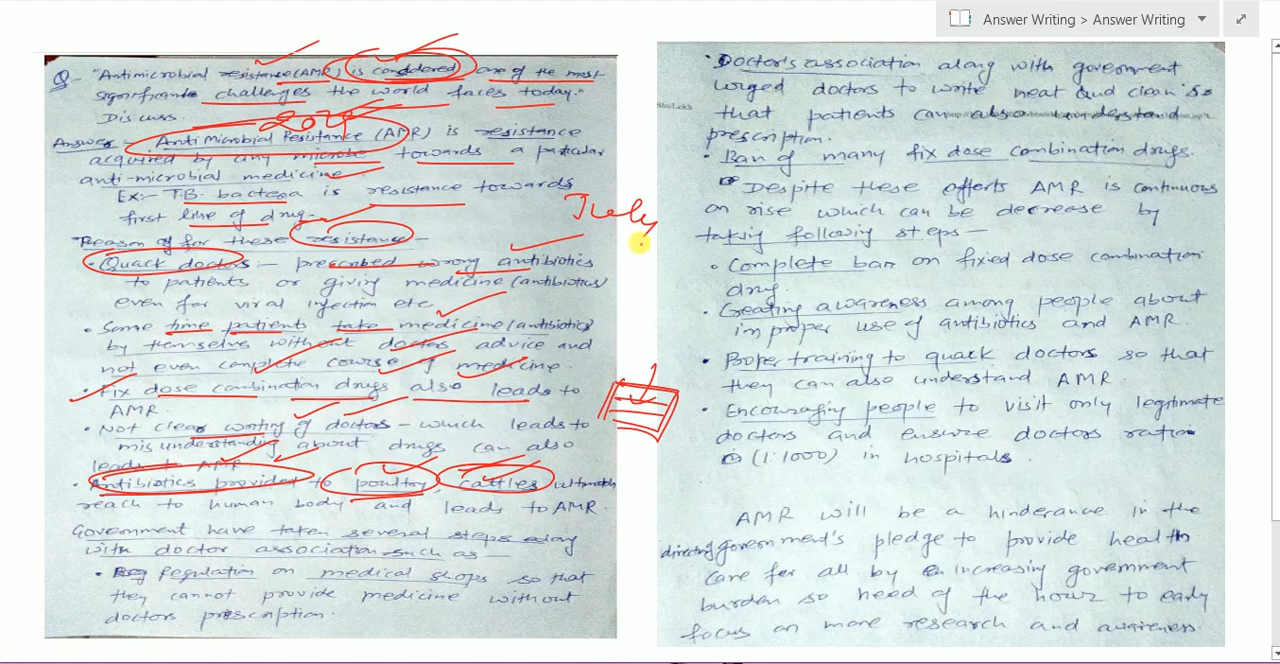 Answer Writing > Answer Writing
Q- "Antimicrobial resistance (AMR) is considered one of the most
significant challenges the world faces today."
Discuss.
2014
Answer - Anti Microbial Resistance (AMR) is resistance
acquired by any microbe towards a particular
anti-microbial medicine
Ex:- T.B. bactera is resistance towards
first line of drug.
July
Reason of for these resistance -
• Quack doctors :- prescribed wrong antibiotics
to patients or giving medicine (antibiotics)
even for viral infection etc.
• Some time patients take medicine (antibiotics)
by themselves without doctors advice and
not even complete course of medicine.
• Fix dose combination drugs also leads to
AMR.
• Not clear worting of doctors - which leads to
misunderstanding about drugs can also
leads to AMR
• Antibiotics provided to poultry, cattles ultimately
reach to human body and leads to AMR.
Government have taken several steps along
with doctor association such as -
• Regulation on medical shops so that
they cannot provide medicine without
doctors prescription.
• Doctor's association along with government
urged doctors to write neat and clean so
that patients can also understand
prescription.
• Ban of many fix dose combination drugs.
Despite these efforts AMR is continuous
on rise which can be decrease by
taking following steps -
• Complete ban on fixed dose combination
drug.
• Creating awareness among people about
improper use of antibiotics and AMR.
• Proper training to quack doctors so that
they can also understand AMR.
• Encouraging people to visit only legitimate
doctors and ensure doctors ratio
(1:1000) in hospitals.
AMR will be a hinderance in the
directing government's pledge to provide health
care for all by increasing government
burden so need of the hour to early
focus on more research and awareness.